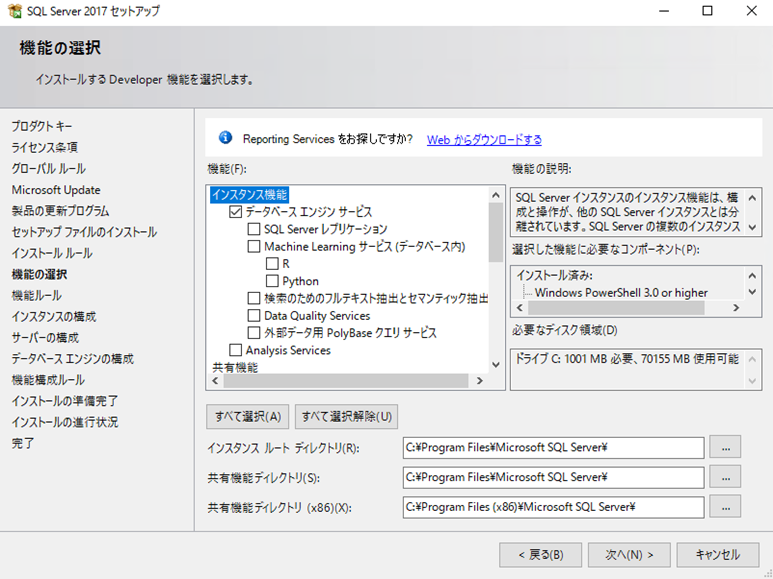 SQL Server 2017 セットアップ
機能の選択
インストールする Developer 機能を選択します。
プロダクト キー
ライセンス条項
グローバル ルール
Microsoft Update
製品の更新プログラム
セットアップ ファイルのインストール
インストール ルール
機能の選択
機能ルール
インスタンスの構成
サーバーの構成
データベース エンジンの構成
機能構成ルール
インストールの準備完了
インストールの進行状況
完了
Reporting Services をお探しですか? Web からダウンロードする
機能(F):
インスタンス機能
データベース エンジン サービス
SQL Server レプリケーション
Machine Learning サービス (データベース内)
R
Python
検索のためのフルテキスト抽出とセマンティック抽出
Data Quality Services
外部データ用 PolyBase クエリ サービス
Analysis Services
共有機能
機能の説明:
SQL Server インスタンスのインスタンス機能は、構
成と操作が、他の SQL Server インスタンスとは分
離されています。SQL Server の複数のインスタンス
選択した機能に必要なコンポーネント(P):
インストール済み:
Windows PowerShell 3.0 or higher
必要なディスク領域(D)
ドライブ C: 1001 MB 必要、70155 MB 使用可能
すべて選択(A) すべて選択解除(U)
インスタンス ルート ディレクトリ(R): C:¥Program Files¥Microsoft SQL Server¥ ...
共有機能ディレクトリ(S): C:¥Program Files¥Microsoft SQL Server¥ ...
共有機能ディレクトリ (x86)(X): C:¥Program Files (x86)¥Microsoft SQL Server¥ ...
< 戻る(B) 次へ(N) > キャンセル